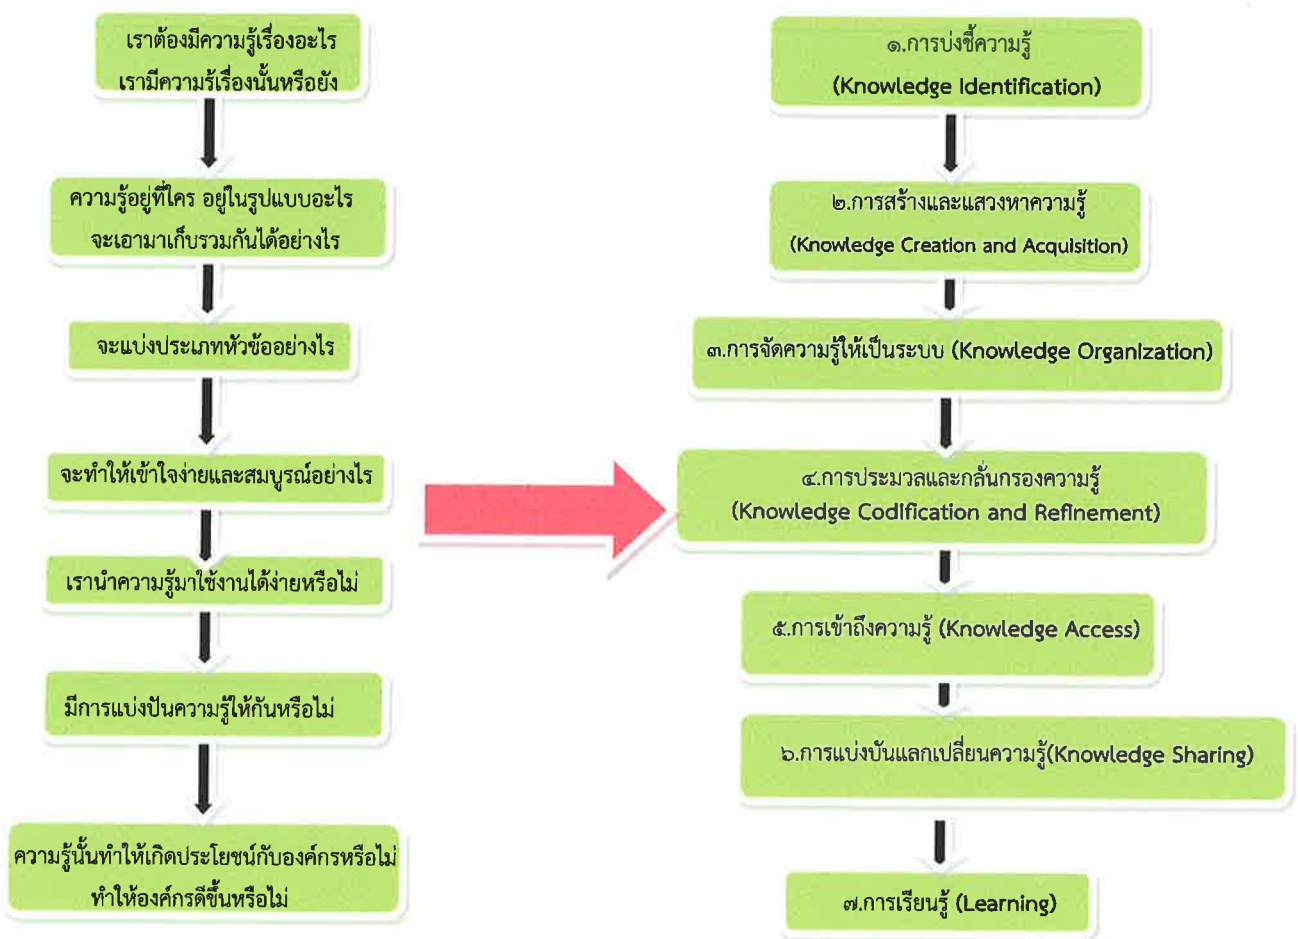 เราต้องมีความรู้เรื่องอะไร
เรามีความรู้เรื่องนั้นหรือยัง
ความรู้อยู่ที่ใคร อยู่ในรูปแบบอะไร
จะเอามาเก็บรวมกันได้อย่างไร
จะแบ่งประเภทหัวข้ออย่างไร
จะทำให้เข้าใจง่ายและสมบูรณ์อย่างไร
เรานำความรู้มาใช้งานได้ง่ายหรือไม่
มีการแบ่งปันความรู้ให้กันหรือไม่
ความรู้นั้นทำให้เกิดประโยชน์กับองค์กรหรือไม่
ทำให้องค์กรดีขึ้นหรือไม่
๑.การบ่งชี้ความรู้
(Knowledge Identification)
๒.การสร้างและแสวงหาความรู้
(Knowledge Creation and Acquisition)
๓.การจัดความรู้ให้เป็นระบบ (Knowledge Organization)
๔.การประมวลและกลั่นกรองความรู้
(Knowledge Codification and Refinement)
๕.การเข้าถึงความรู้ (Knowledge Access)
๖.การแบ่งบันแลกเปลี่ยนความรู้(Knowledge Sharing)
๗.การเรียนรู้ (Learning)